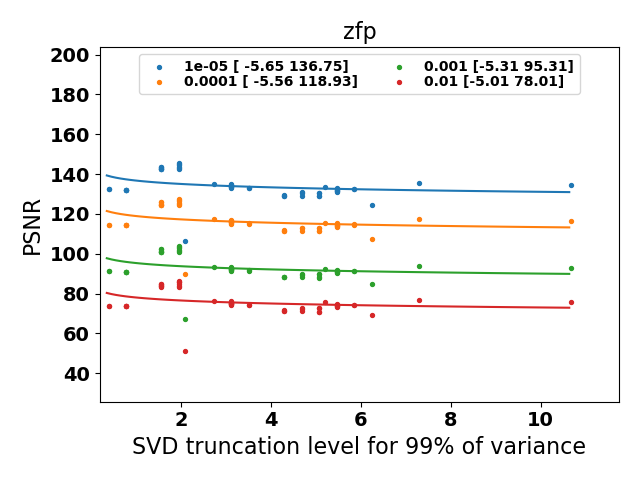 zfp
1e-05 [ -5.65 136.75]
0.0001 [ -5.56 118.93]
0.001 [-5.31 95.31]
0.01 [-5.01 78.01]
PSNR
200
180
160
140
120
100
80
60
40
2 4 6 8 10
SVD truncation level for 99% of variance